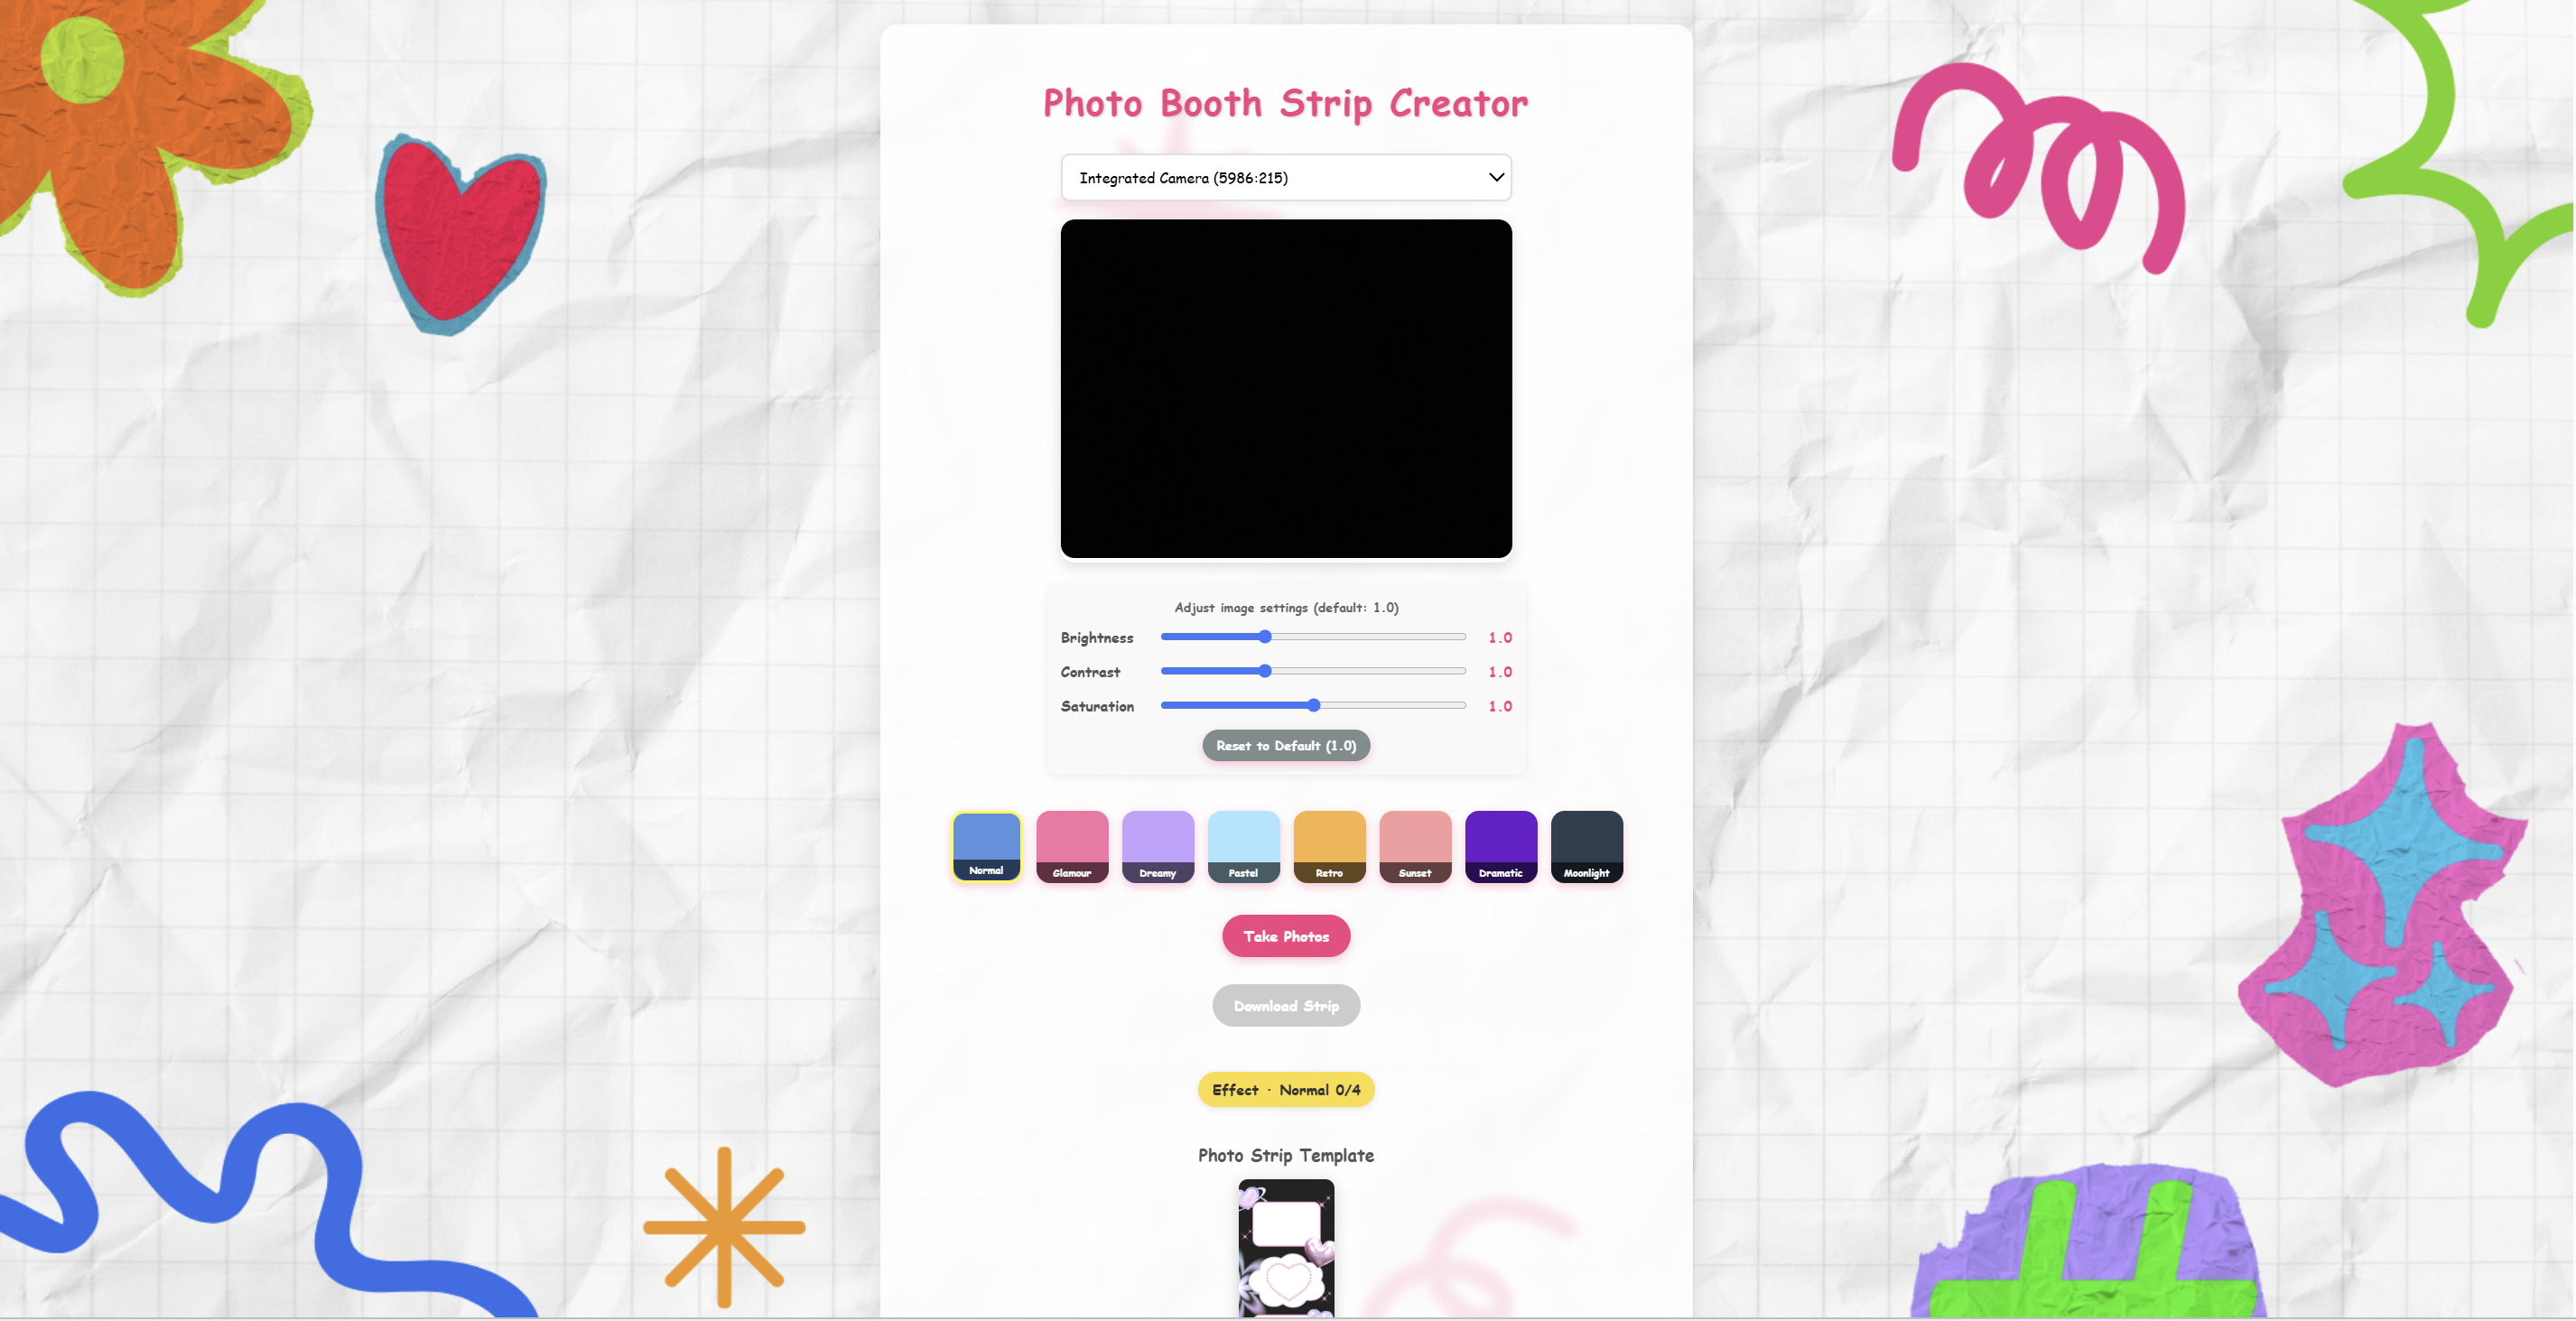 Photo Booth Strip Creator
Integrated Camera (5986:215)
Adjust image settings (default: 1.0)
Brightness 1.0
Contrast 1.0
Saturation 1.0
Reset to Default (1.0)
Normal Glamour Dreamy Pastel Retro Sunset Dramatic Moonlight
Take Photos
Download Strip
Effect · Normal 0/4
Photo Strip Template